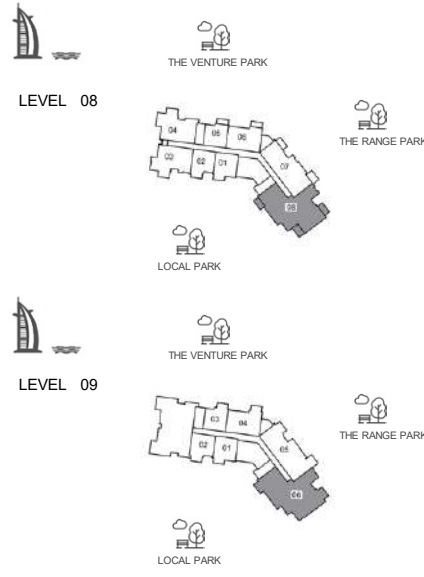 THE VENTURE PARK
LEVEL 08
THE RANGE PARK
04
05
06
03
02
01
07
08
LOCAL PARK
THE VENTURE PARK
LEVEL 09
THE RANGE PARK
03
04
02
01
05
06
LOCAL PARK